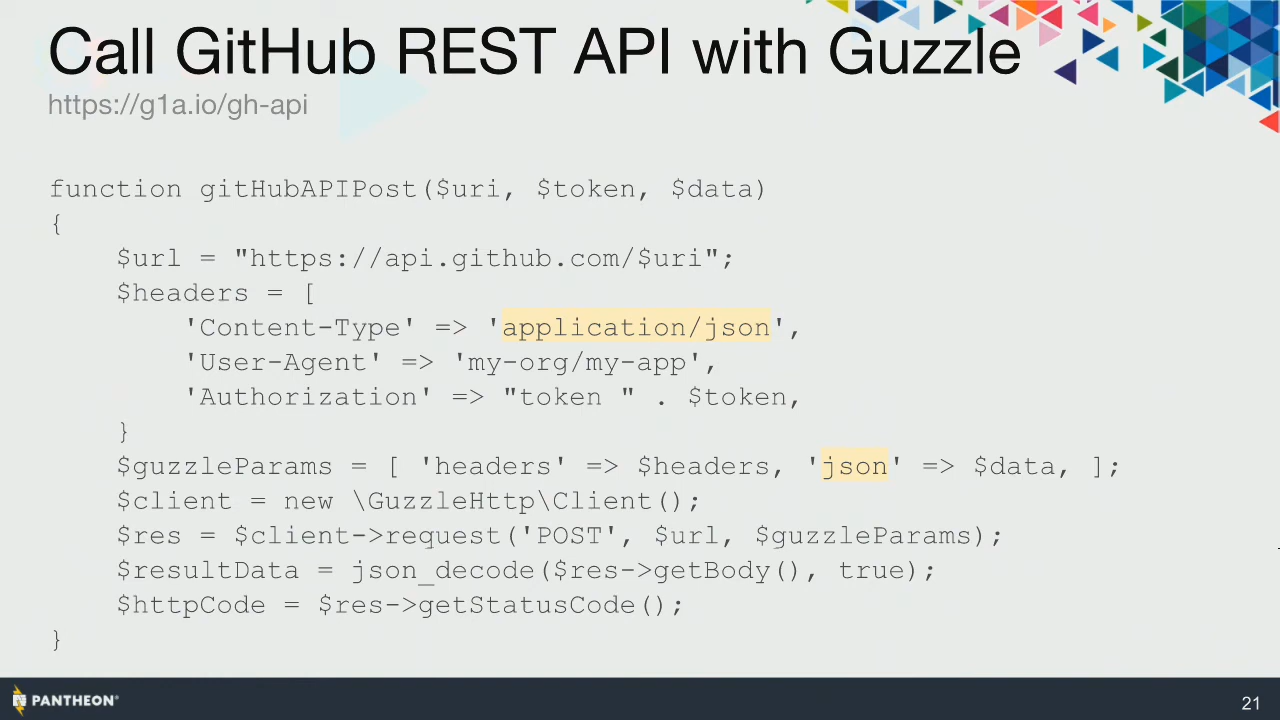 Call GitHub REST API with Guzzle
https://g1a.io/gh-api
function gitHubAPIPost($uri, $token, $data)
{
    $url = "https://api.github.com/$uri";
    $headers = [
        'Content-Type' => 'application/json',
        'User-Agent' => 'my-org/my-app',
        'Authorization' => "token " . $token,
    }
    $guzzleParams = [ 'headers' => $headers, 'json' => $data, ];
    $client = new \GuzzleHttp\Client();
    $res = $client->request('POST', $url, $guzzleParams);
    $resultData = json_decode($res->getBody(), true);
    $httpCode = $res->getStatusCode();
}
PANTHEON®
21